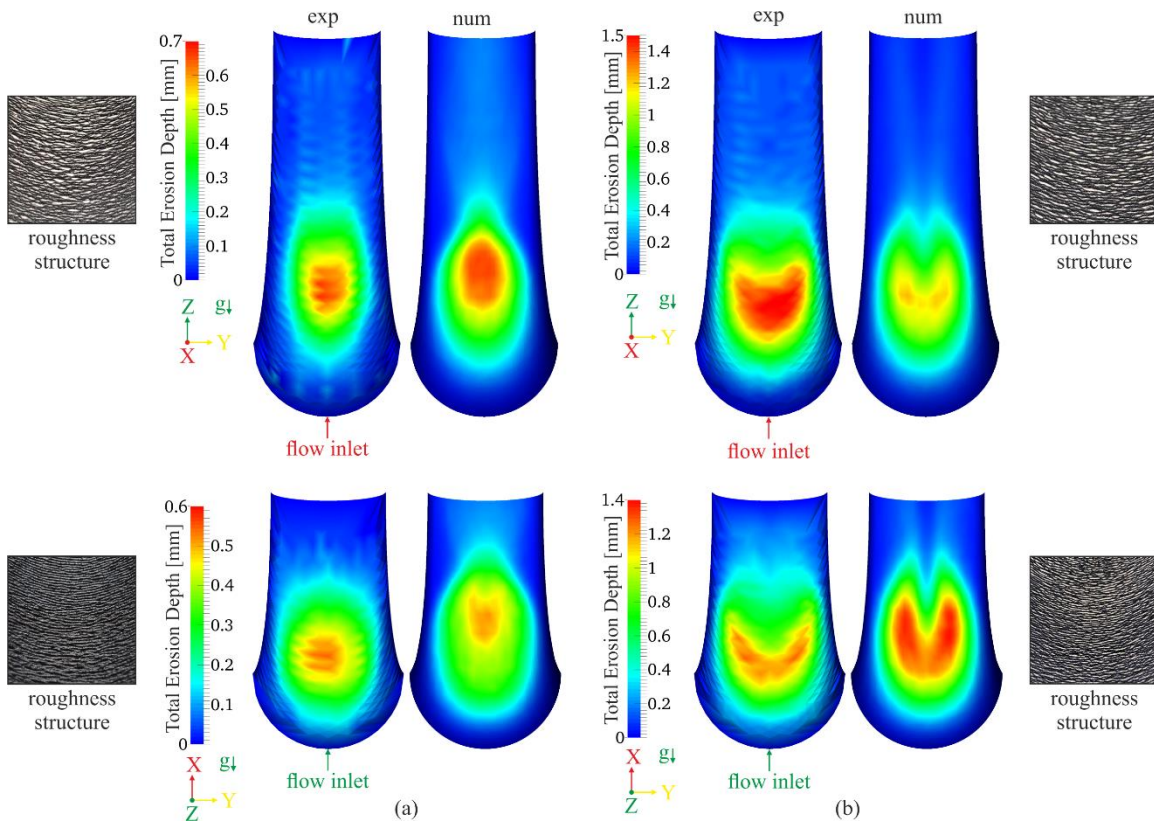 exp
num
exp
num
0.7
0.6
0.5
0.4
0.3
0.2
0.1
0
Total Erosion Depth [mm]
roughness
structure
Z
g↓
Y
X
flow inlet
1.5
1.4
1.2
1
0.8
0.6
0.4
0.2
0
Total Erosion Depth [mm]
roughness
structure
Z
g↓
Y
X
flow inlet
0.6
0.5
0.4
0.3
0.2
0.1
0
Total Erosion Depth [mm]
roughness
structure
X
g↓
Y
Z
flow inlet
(a)
1.4
1.2
1
0.8
0.6
0.4
0.2
0
Total Erosion Depth [mm]
roughness
structure
X
g↓
Y
Z
flow inlet
(b)